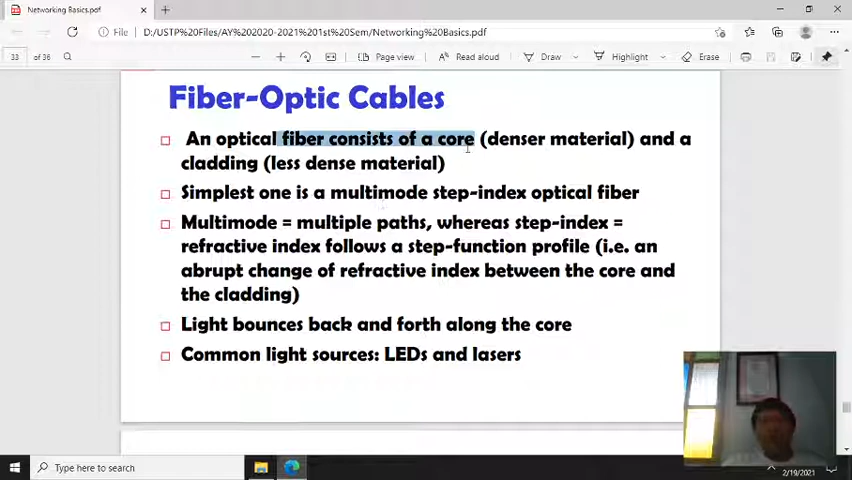 Networking Basics.pdf
File
D:/USTP%20Files/AY%202020-2021%201st%20Sem/Networking%20Basics.pdf
33 of 36
Page view
Read aloud
Draw
Highlight
Erase
Fiber-Optic Cables
An optical fiber consists of a core (denser material) and a
cladding (less dense material)
Simplest one is a multimode step-index optical fiber
Multimode = multiple paths, whereas step-index =
refractive index follows a step-function profile (i.e. an
abrupt change of refractive index between the core and
the cladding)
Light bounces back and forth along the core
Common light sources: LEDs and lasers
Type here to search
2/19/2021